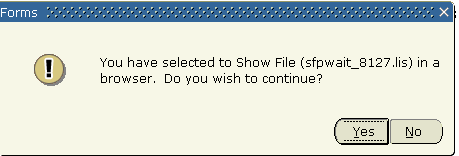 Forms
You have selected to Show File (sfpwait_8127.lis) in a
browser. Do you wish to continue?
Yes
No